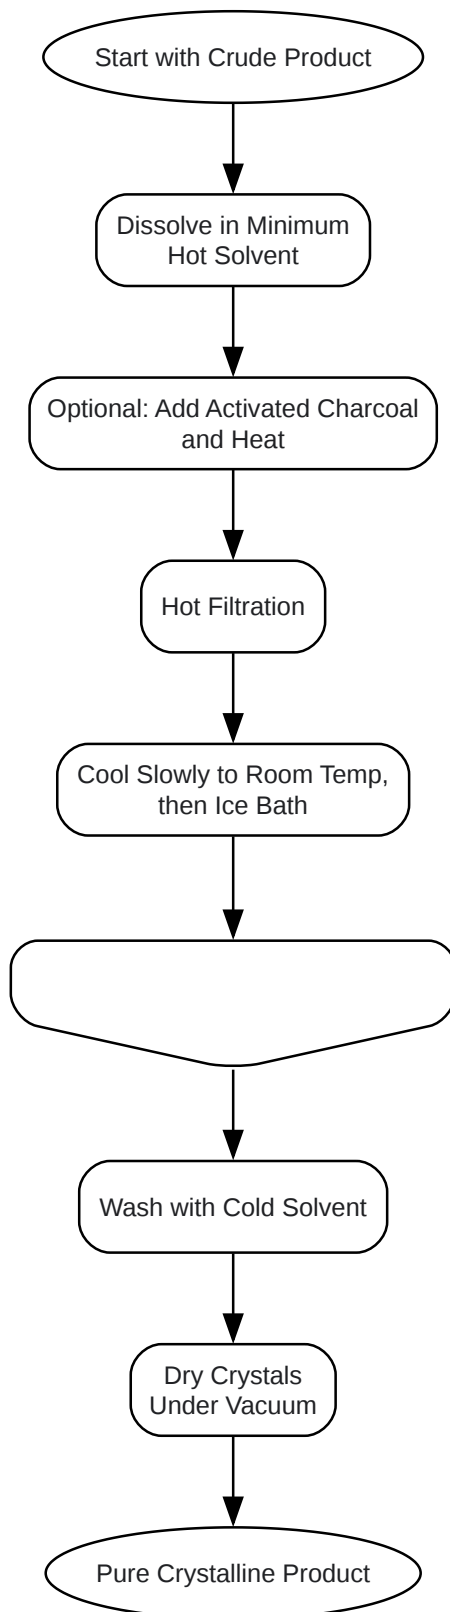 Start with Crude Product
Dissolve in Minimum
Hot Solvent
Optional: Add Activated Charcoal
and Heat
Hot Filtration
Cool Slowly to Room Temp,
then Ice Bath
Wash with Cold Solvent
Dry Crystals
Under Vacuum
Pure Crystalline Product